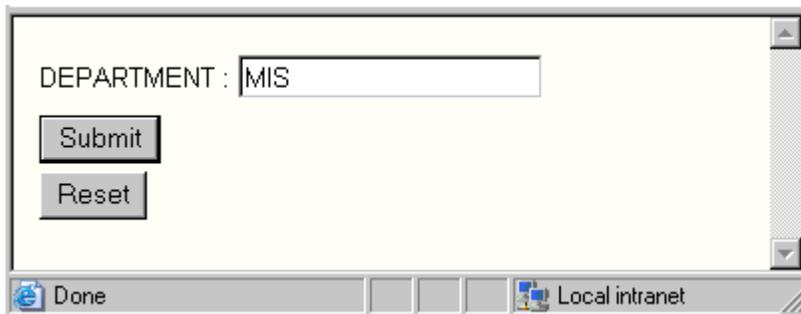 DEPARTMENT : MIS
Submit
Reset
Done Local intranet